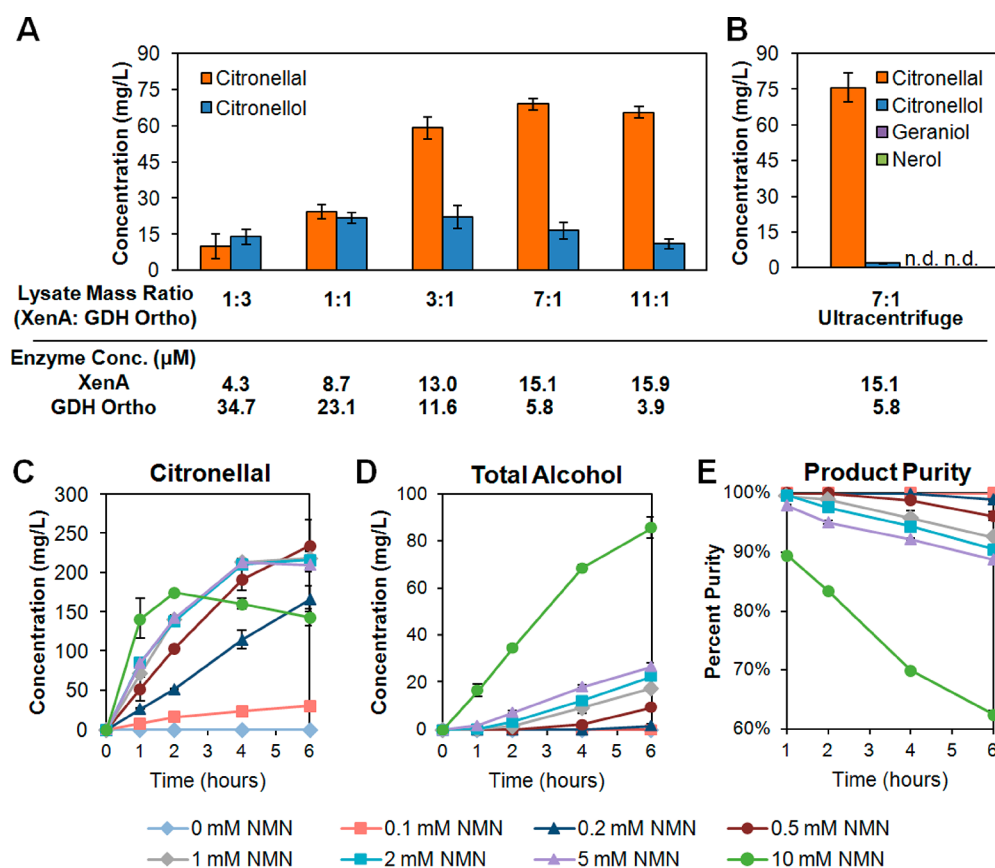 A
B
Concentration (mg/L)
90
75
60
45
30
15
0
Citronellal
Citronellol
Concentration (mg/L)
90
75
60
45
30
15
0
Citronellal
Citronellol
Geraniol
Nerol
n.d. n.d.
Lysate Mass Ratio
(XenA: GDH Ortho)
1:3 1:1 3:1 7:1 11:1 7:1
Ultracentrifuge
Enzyme Conc. (µM)
XenA 4.3 8.7 13.0 15.1 15.9 15.1
GDH Ortho 34.7 23.1 11.6 5.8 3.9 5.8
C Citronellal
Concentration (mg/L)
300
250
200
150
100
50
0
0 1 2 3 4 5 6
Time (hours)
D Total Alcohol
Concentration (mg/L)
100
80
60
40
20
0
0 1 2 3 4 5 6
Time (hours)
E Product Purity
Percent Purity
100%
90%
80%
70%
60%
1 2 3 4 5 6
Time (hours)
0 mM NMN 0.1 mM NMN 0.2 mM NMN 0.5 mM NMN
1 mM NMN 2 mM NMN 5 mM NMN 10 mM NMN